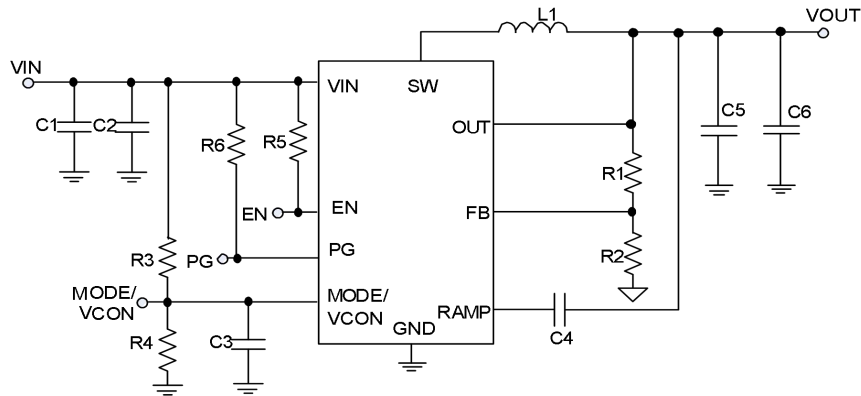 L1
VOUT
VIN
VIN
SW
C1
C2
R6
R5
OUT
C5
C6
R1
EN
EN
FB
R3
PG
PG
R2
MODE/
VCON
MODE/
VCON
RAMP
R4
C3
GND
C4